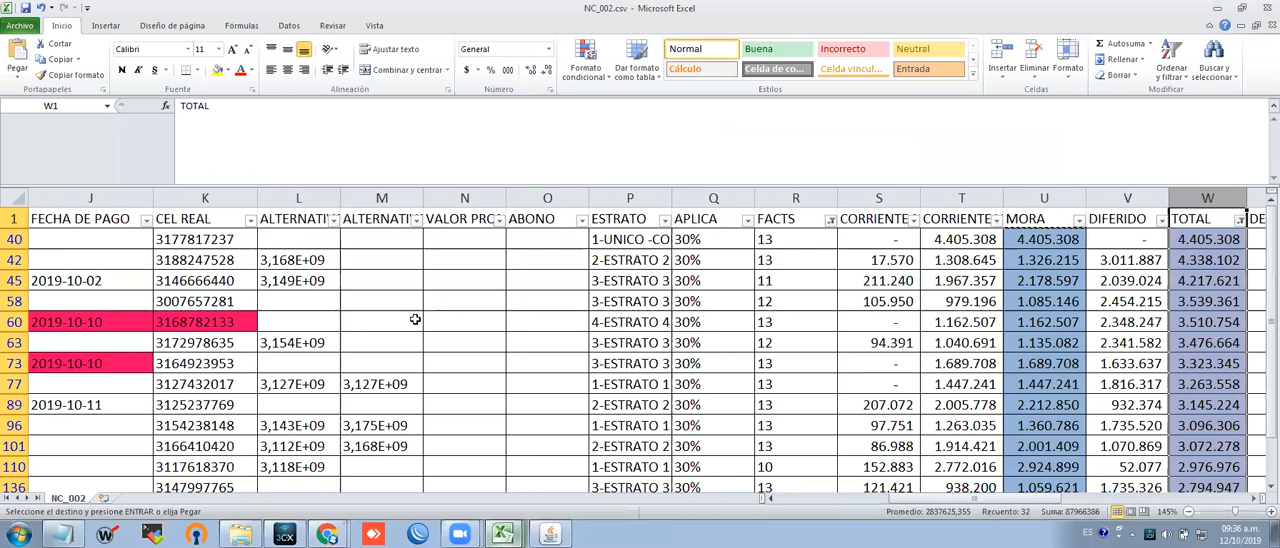 NC_002.csv - Microsoft Excel
Archivo Inicio Insertar Diseño de página Fórmulas Datos Revisar Vista
Pegar
Cortar
Copiar
Copiar formato
Portapapeles
Calibri 11
N K S
Fuente
Ajustar texto
Combinar y centrar
Alineación
General
$ % 000
Número
Formato condicional
Dar formato como tabla
Normal Buena Incorrecto Neutral
Cálculo Celda de co... Celda vincul... Entrada
Estilos
Insertar Eliminar Formato
Celdas
Σ Autosuma
Rellenar
Borrar
Ordenar y filtrar
Buscar y seleccionar
Modificar
W1 fx TOTAL
J K L M N O P Q R S T U V W
1 FECHA DE PAGO CEL REAL ALTERNATI ALTERNATI VALOR PRO ABONO ESTRATO APLICA FACTS CORRIENTE CORRIENTE MORA DIFERIDO TOTAL DE
40 3177817237 1-UNICO -CO 30% 13 - 4.405.308 4.405.308 - 4.405.308
42 3188247528 3,168E+09 2-ESTRATO 2 30% 13 17.570 1.308.645 1.326.215 3.011.887 4.338.102
45 2019-10-02 3146666440 3,149E+09 3-ESTRATO 3 30% 11 211.240 1.967.357 2.178.597 2.039.024 4.217.621
58 3007657281 3-ESTRATO 3 30% 12 105.950 979.196 1.085.146 2.454.215 3.539.361
60 2019-10-10 3168782133 4-ESTRATO 4 30% 13 - 1.162.507 1.162.507 2.348.247 3.510.754
63 3172978635 3,154E+09 3-ESTRATO 3 30% 12 94.391 1.040.691 1.135.082 2.341.582 3.476.664
73 2019-10-10 3164923953 3-ESTRATO 3 30% 13 - 1.689.708 1.689.708 1.633.637 3.323.345
77 3127432017 3,127E+09 3,127E+09 1-ESTRATO 1 30% 13 - 1.447.241 1.447.241 1.816.317 3.263.558
89 2019-10-11 3125237769 2-ESTRATO 2 30% 13 207.072 2.005.778 2.212.850 932.374 3.145.224
96 3154238148 3,143E+09 3,175E+09 1-ESTRATO 1 30% 13 97.751 1.263.035 1.360.786 1.735.520 3.096.306
101 3166410420 3,112E+09 3,168E+09 2-ESTRATO 2 30% 13 86.988 1.914.421 2.001.409 1.070.869 3.072.278
110 3117618370 3,118E+09 1-ESTRATO 1 30% 10 152.883 2.772.016 2.924.899 52.077 2.976.976
136 3147997765 3-ESTRATO 3 30% 13 121.421 938.200 1.059.621 1.735.326 2.794.947
NC_002
Seleccione el destino y presione ENTRAR o elija Pegar Promedio: 2837625,355 Recuento: 32 Suma: 87966386 145%
3CX
ES 09:36 a.m.
12/10/2019